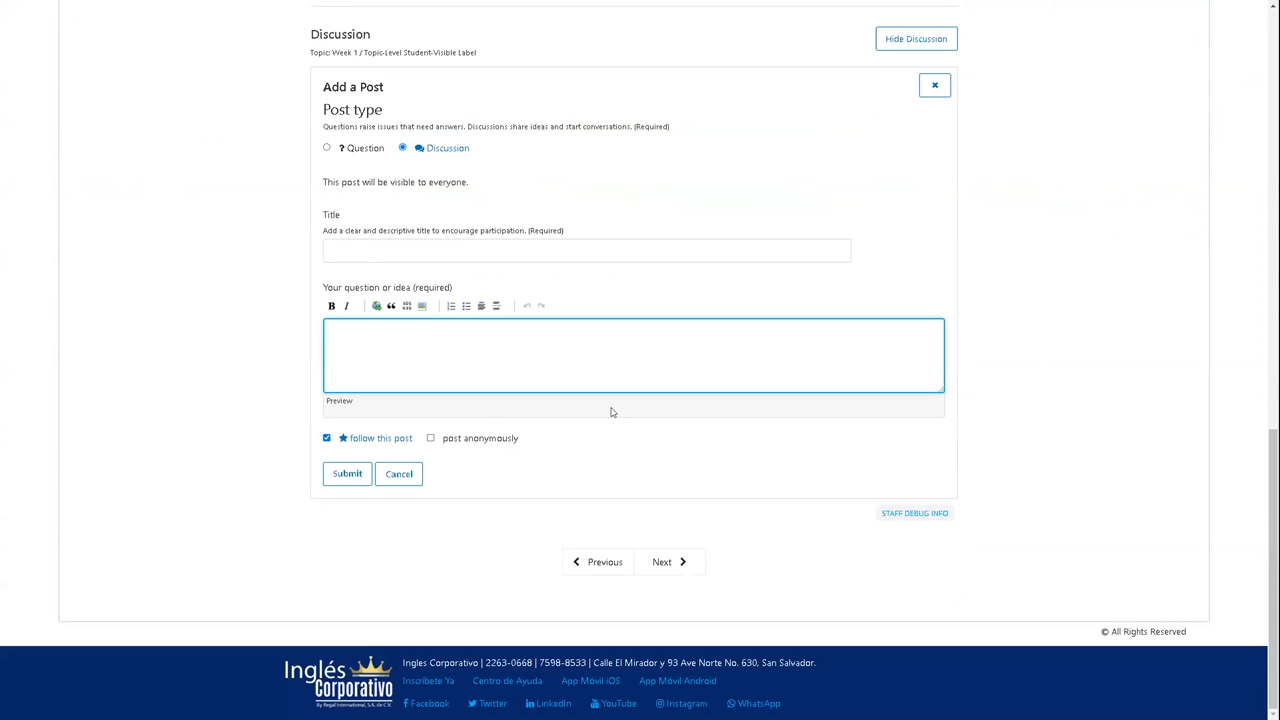 Discussion
Hide Discussion
Topic: Week 1 / Topic-Level Student-Visible Label
Add a Post
Post type
Questions raise issues that need answers. Discussions share ideas and start conversations. (Required)
? Question Discussion
This post will be visible to everyone.
Title
Add a clear and descriptive title to encourage participation. (Required)
Your question or idea (required)
B I
Preview
follow this post post anonymously
Submit Cancel
STAFF DEBUG INFO
Previous Next
© All Rights Reserved
Inglés Corporativo
By Regal International, S.A. de C.V.
Ingles Corporativo | 2263-0668 | 7598-8533 | Calle El Mirador y 93 Ave Norte No. 630, San Salvador.
Inscríbete Ya Centro de Ayuda App Móvil iOS App Móvil Android
Facebook Twitter LinkedIn YouTube Instagram WhatsApp